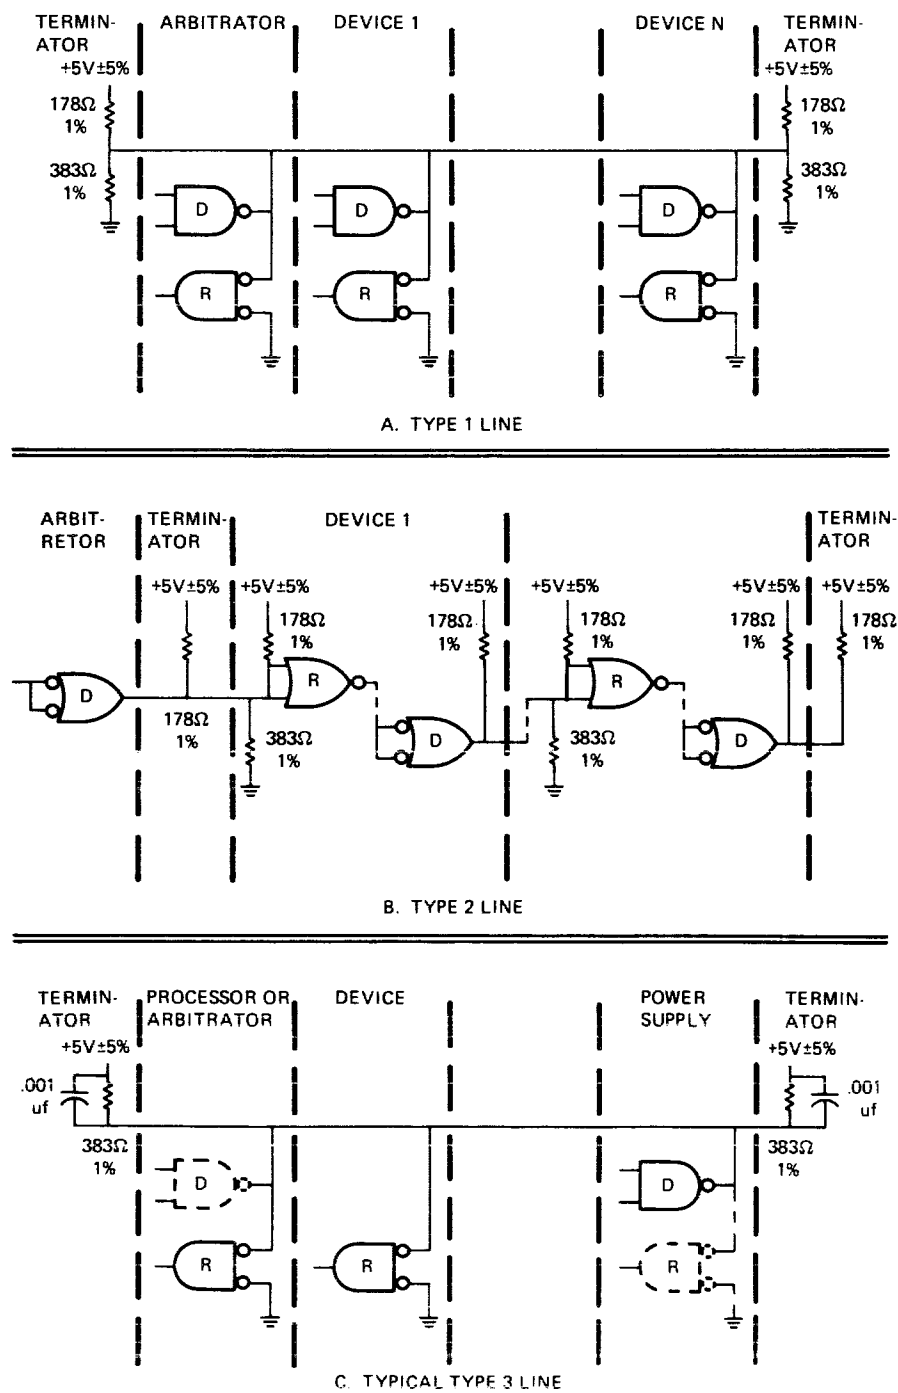 TERMIN-
ATOR
ARBITRATOR
DEVICE 1
DEVICE N
TERMIN-
ATOR
+5V±5%
+5V±5%
178Ω
1%
178Ω
1%
383Ω
1%
383Ω
1%
D
D
D
R
R
R
A. TYPE 1 LINE
ARBIT-
RETOR
TERMIN-
ATOR
DEVICE 1
TERMIN-
ATOR
+5V±5%
+5V±5%
+5V±5%
+5V±5%
+5V±5%
+5V±5%
178Ω
1%
178Ω
1%
178Ω
1%
178Ω
1%
178Ω
1%
D
R
R
178Ω
1%
383Ω
1%
D
383Ω
1%
D
B. TYPE 2 LINE
TERMIN-
ATOR
PROCESSOR OR
ARBITRATOR
DEVICE
POWER
SUPPLY
TERMIN-
ATOR
+5V±5%
+5V±5%
.001
uf
.001
uf
383Ω
1%
383Ω
1%
D
D
R
R
R
C. TYPICAL TYPE 3 LINE